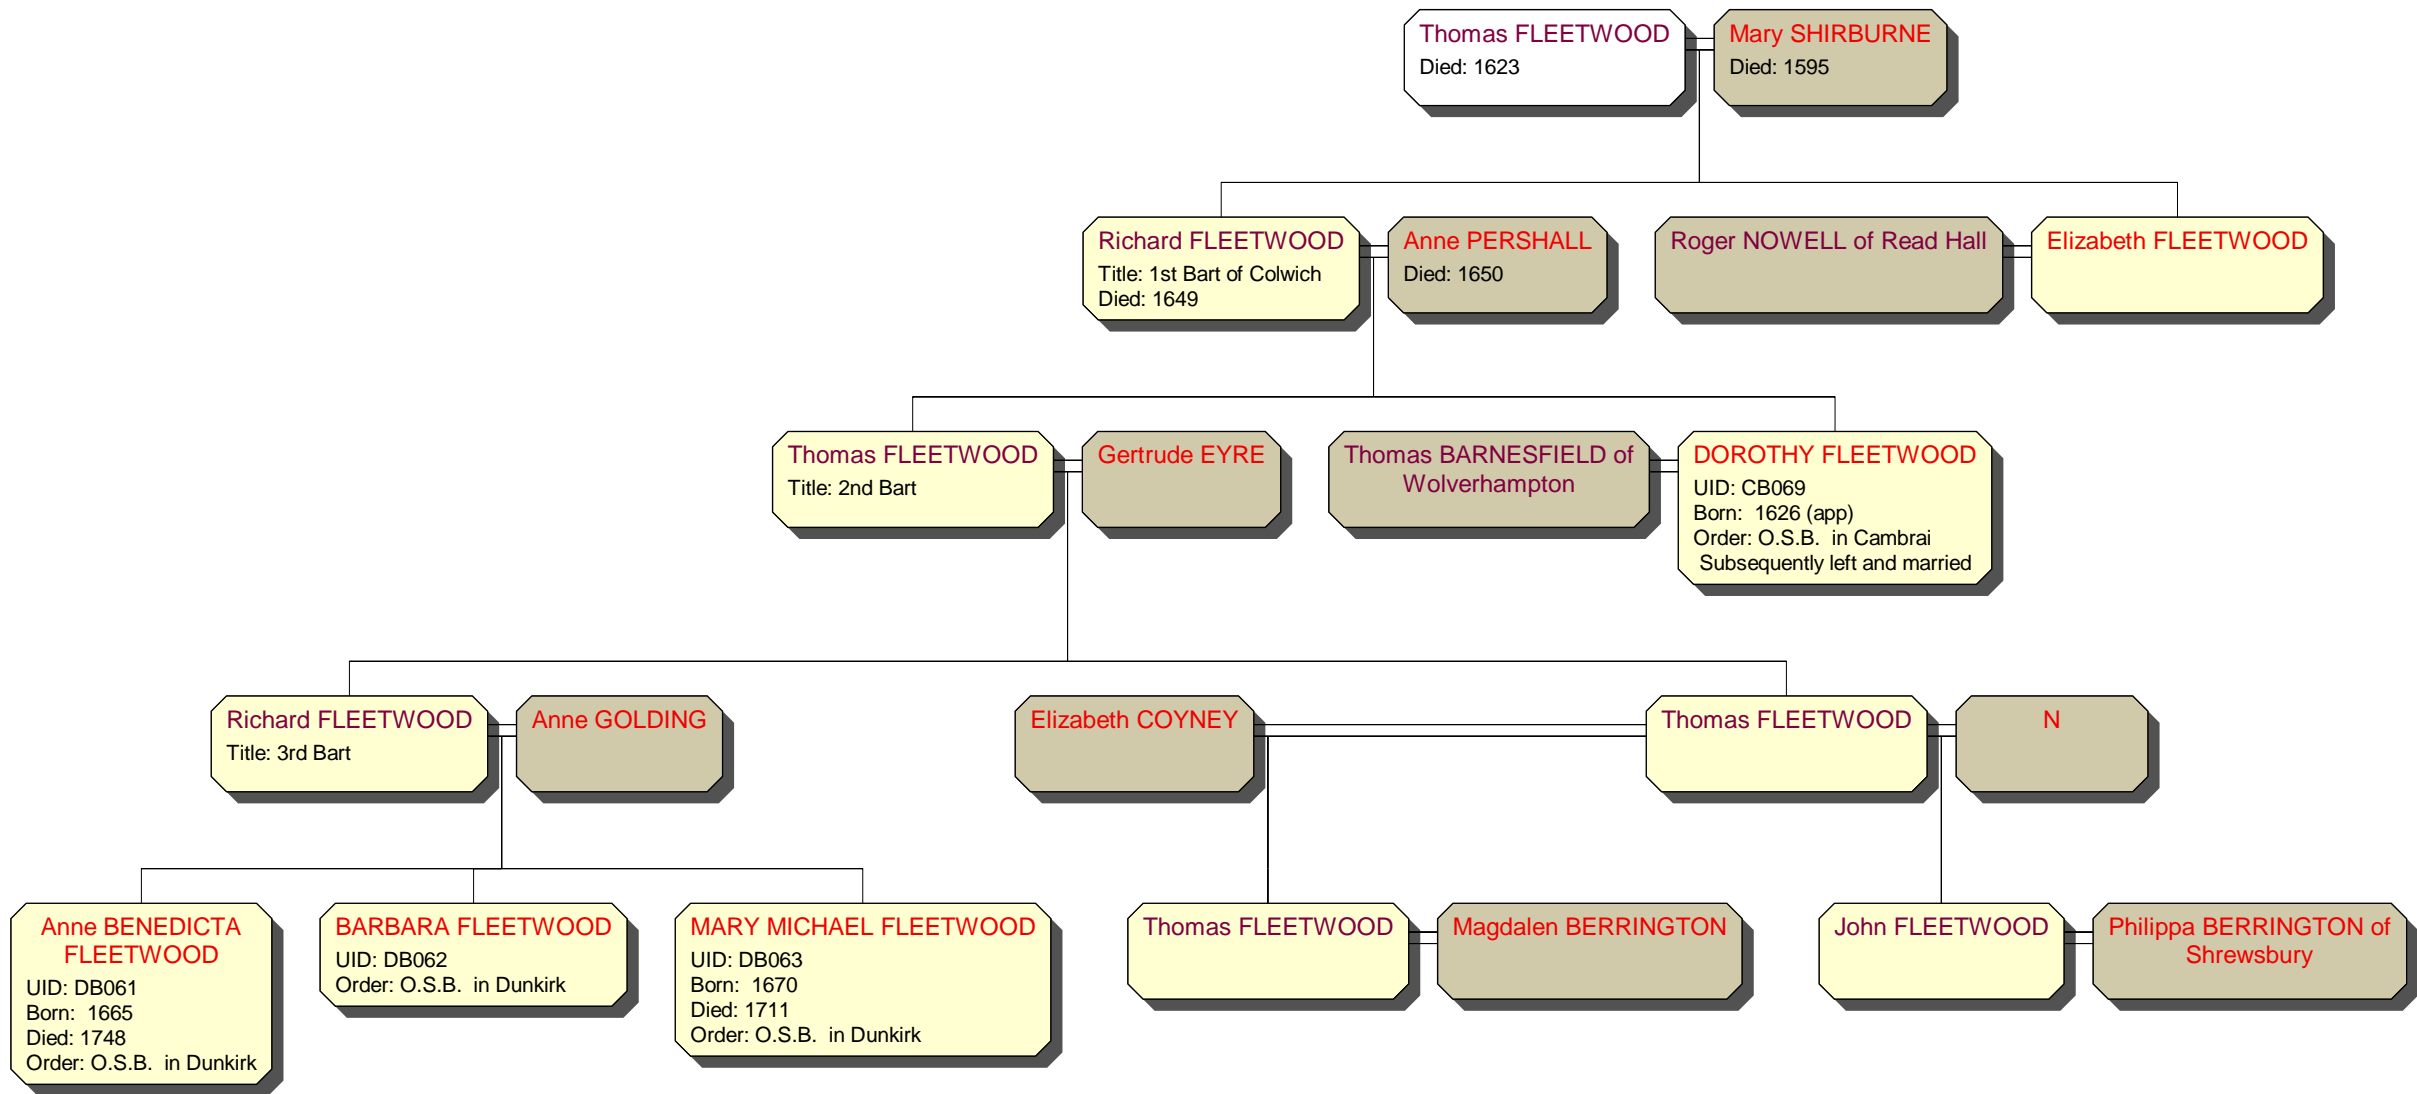 Thomas FLEETWOOD
Died: 1623
Mary SHIRBURNE
Died: 1595
Richard FLEETWOOD
Title: 1st Bart of Colwich
Died: 1649
Anne PERSHALL
Died: 1650
Roger NOWELL of Read Hall
Elizabeth FLEETWOOD
Thomas FLEETWOOD
Title: 2nd Bart
Gertrude EYRE
Thomas BARNESFIELD of
Wolverhampton
DOROTHY FLEETWOOD
UID: CB069
Born:  1626 (app)
Order: O.S.B.  in Cambrai
Subsequently left and married
Richard FLEETWOOD
Title: 3rd Bart
Anne GOLDING
Elizabeth COYNEY
Thomas FLEETWOOD
N
Anne BENEDICTA
FLEETWOOD
UID: DB061
Born:  1665
Died: 1748
Order: O.S.B.  in Dunkirk
BARBARA FLEETWOOD
UID: DB062
Order: O.S.B.  in Dunkirk
MARY MICHAEL FLEETWOOD
UID: DB063
Born:  1670
Died: 1711
Order: O.S.B.  in Dunkirk
Thomas FLEETWOOD
Magdalen BERRINGTON
John FLEETWOOD
Philippa BERRINGTON of
Shrewsbury